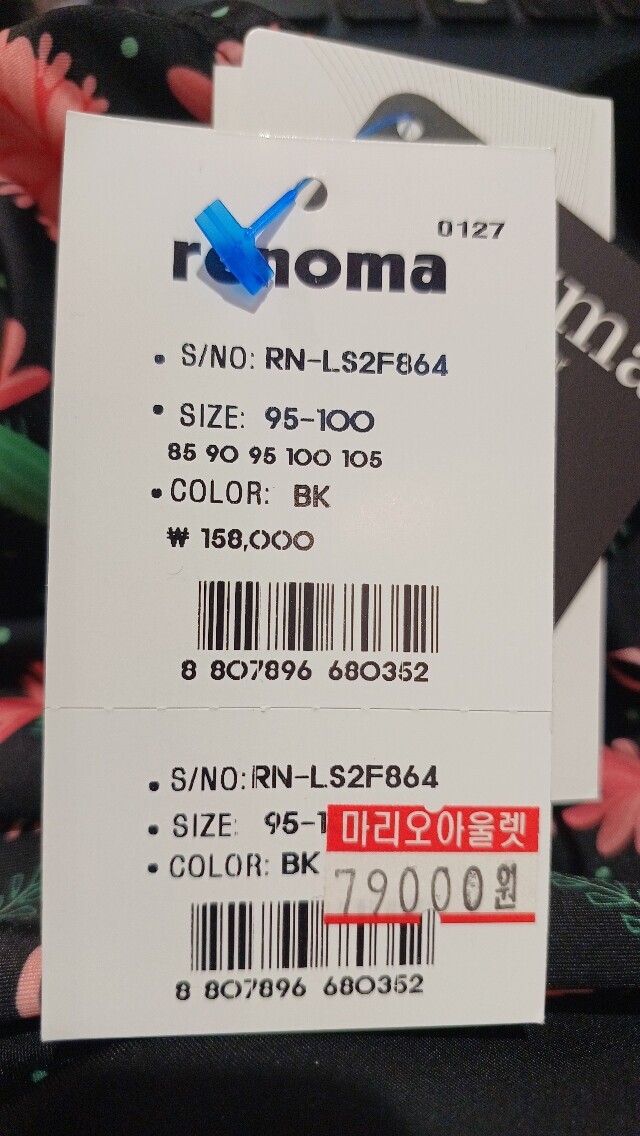 0127
renoma
• S/NO: RN-LS2F864
• SIZE: 95-100
85 90 95 100 105
• COLOR: BK
₩ 158,000
8 807896 680352
• S/NO: RN-LS2F864
• SIZE: 95-1
마리오아울렛
• COLOR: BK
79000원
8 807896 680352